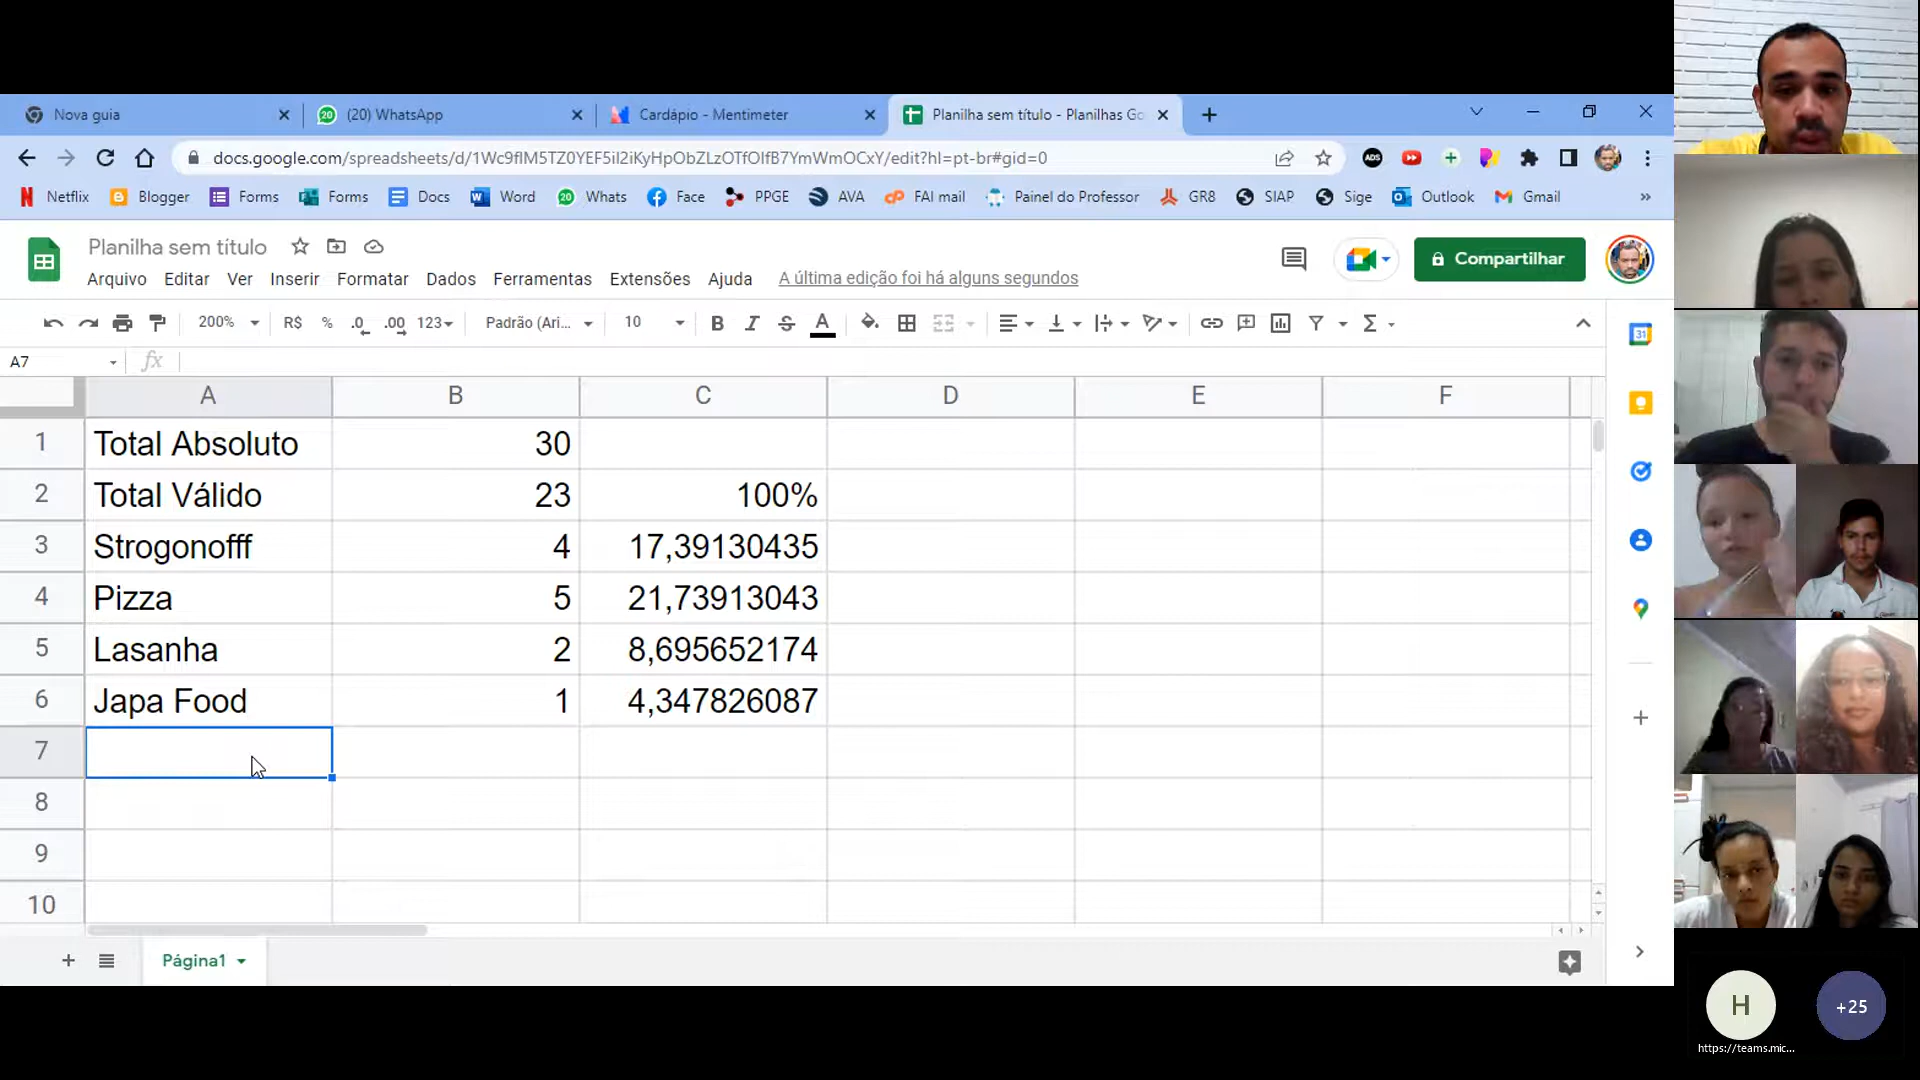 Nova guia
(20) WhatsApp
Cardápio - Mentimeter
Planilha sem título - Planilhas Go
docs.google.com/spreadsheets/d/1Wc9flM5TZ0YEF5iI2iKyHpObZLzOTfOIfB7YmWmOCxY/edit?hl=pt-br#gid=0
ADS
Netflix
Blogger
Forms
Forms
Docs
Word
20 Whats
Face
PPGE
AVA
FAI mail
Painel do Professor
GR8
SIAP
Sige
Outlook
Gmail
»
Planilha sem título
Arquivo Editar Ver Inserir Formatar Dados Ferramentas Extensões Ajuda A última edição foi há alguns segundos
Compartilhar
200% R$ % .0 .00 123 Padrão (Ari... 10 B I S A Σ
31
A7 fx
A B C D E F
1 Total Absoluto 30
2 Total Válido 23 100%
3 Strogonofff 4 17,39130435
4 Pizza 5 21,73913043
5 Lasanha 2 8,695652174
6 Japa Food 1 4,347826087
7
8
9
10
Página1
H
+25
https://teams.mic...